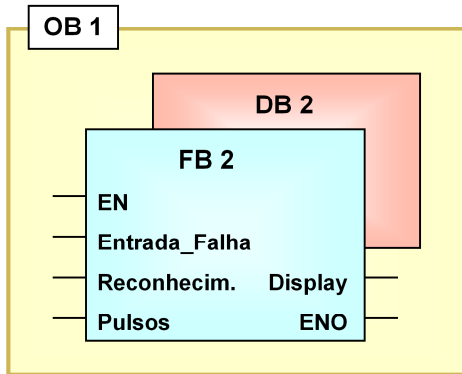 OB 1
DB 2
FB 2
EN
Entrada_Falha
Reconhecim. Display
Pulsos ENO